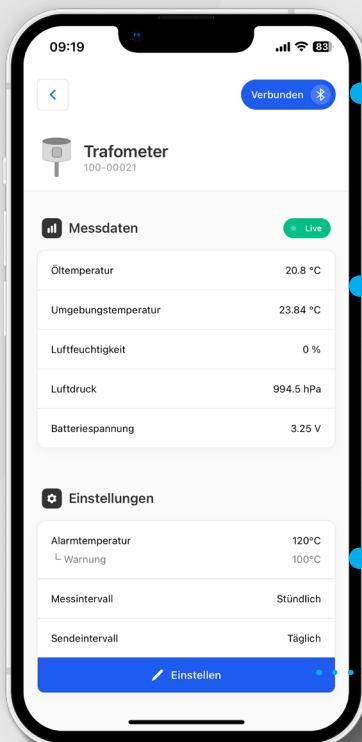 09:19
83
Verbunden
Trafometer
100-00021
Messdaten
Live
Öltemperatur 20.8 °C
Umgebungstemperatur 23.84 °C
Luftfeuchtigkeit 0 %
Luftdruck 994.5 hPa
Batteriespannung 3.25 V
Einstellungen
Alarmtemperatur 120°C
Warnung 100°C
Messintervall Stündlich
Sendeintervall Täglich
Einstellen